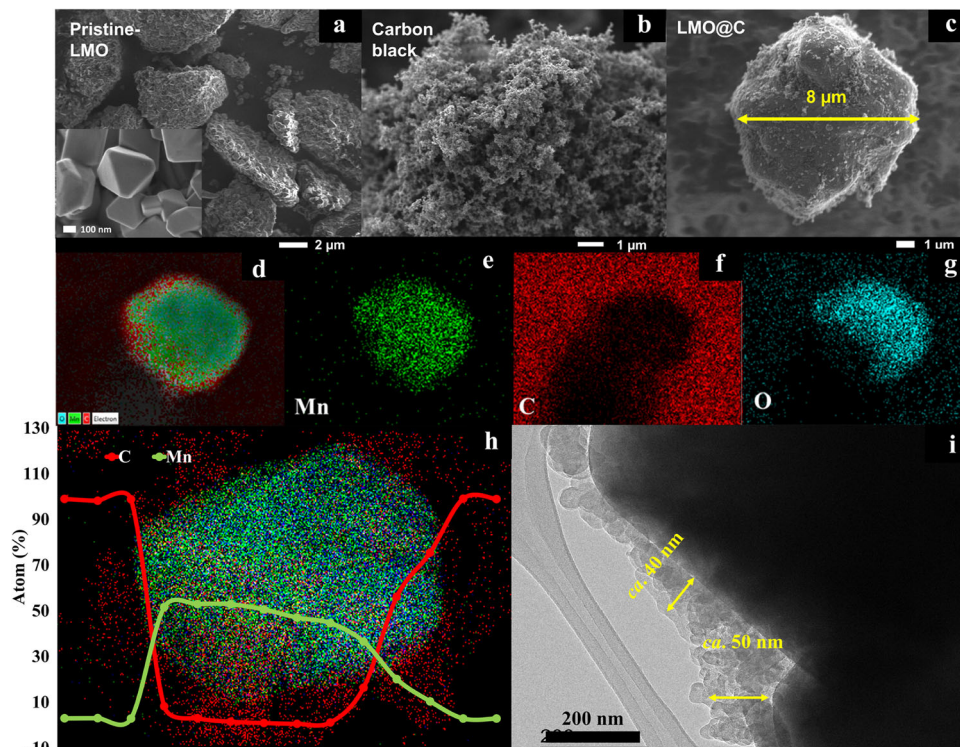 Pristine-
LMO
a
100 nm
2 µm
Carbon
black
b
1 µm
LMO@C
c
8 µm
1 um
d
O Mn C Electron
e
Mn
f
C
g
O
h
C
Mn
Atom (%)
130
110
90
70
50
30
10
10
i
ca. 40 nm
ca. 50 nm
200 nm